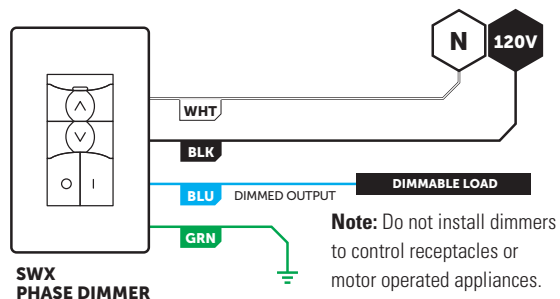 N
120V
WHT
BLK
BLU
DIMMED OUTPUT
DIMMABLE LOAD
GRN
Note: Do not install dimmers
to control receptacles or
motor operated appliances.
SWX
PHASE DIMMER